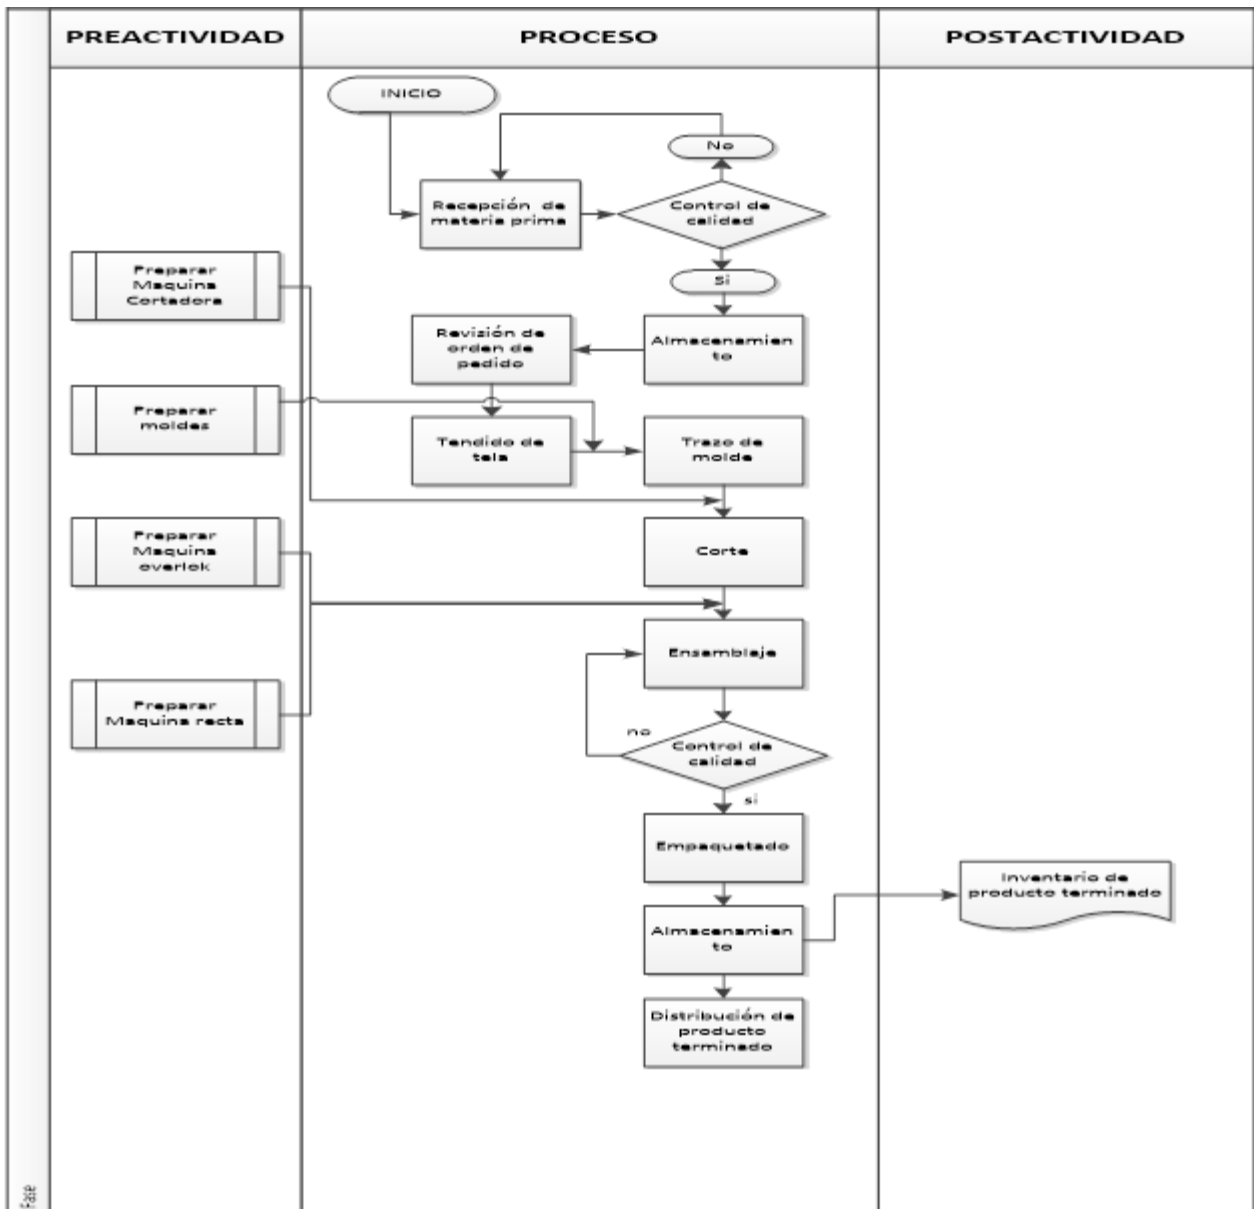 PREACTIVIDAD
PROCESO
POSTACTIVIDAD
INICIO
No
Recepción de
materia prima
Control de
calidad
Preparar
Maquina
Cortadora
Si
Revisión de
orden de
pedido
Almacenamien
to
Preparar
moldes
Tendido de
tela
Trazo de
molde
Preparar
Maquina
overlok
Corte
Ensamblaje
Preparar
Maquina recta
no
Control de
calidad
si
Empaquetado
Inventario de
producto terminado
Almacenamien
to
Distribución de
producto
terminado
Fase